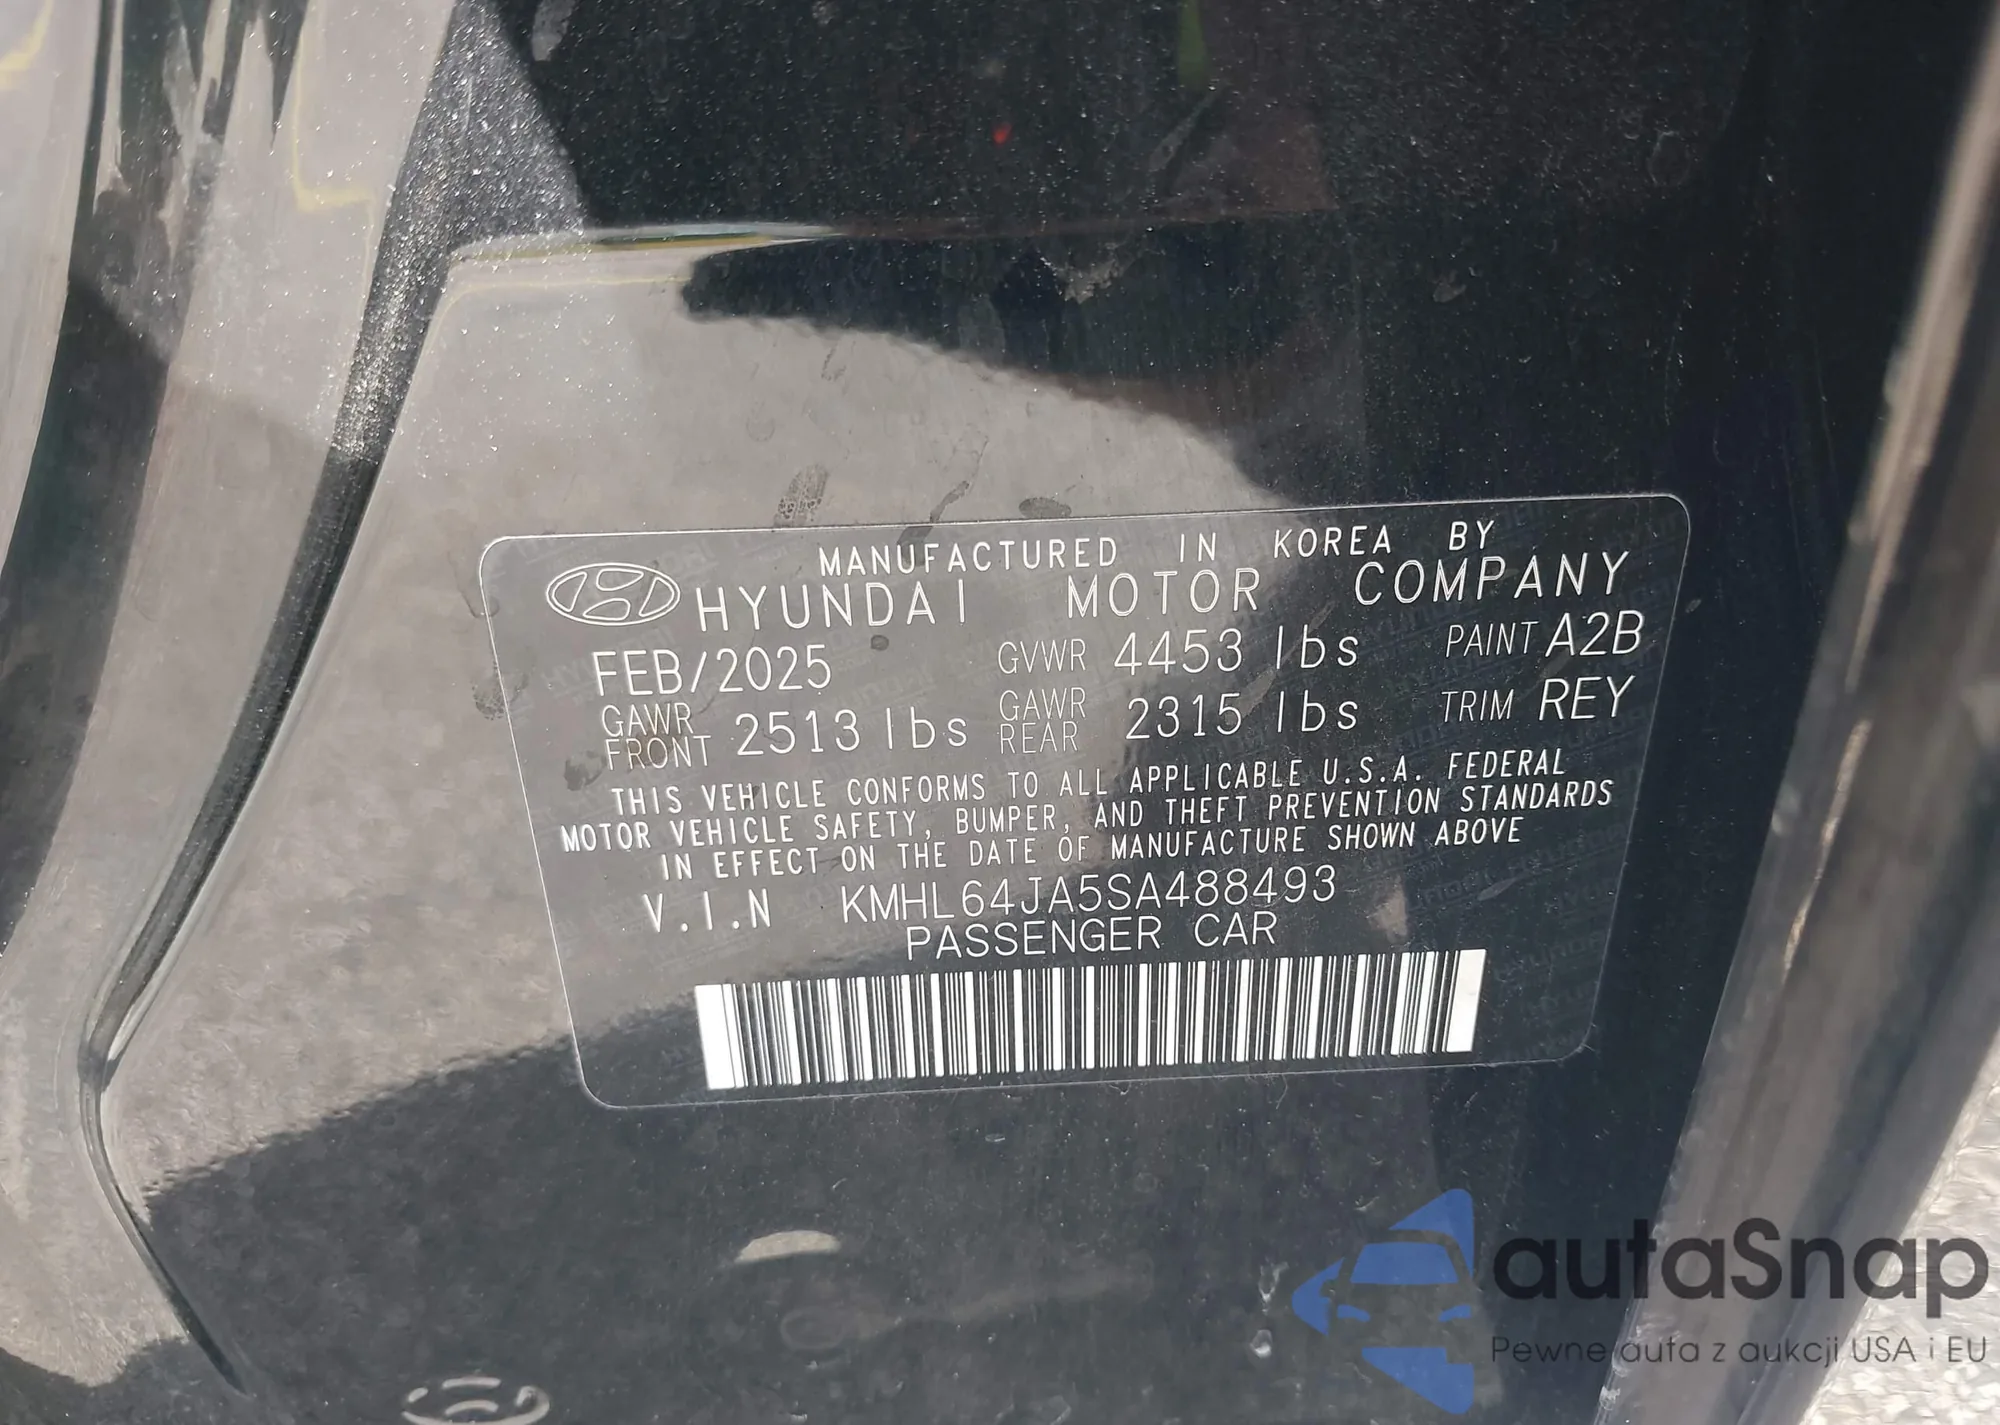 MANUFACTURED IN KOREA BY
HYUNDAI MOTOR COMPANY
FEB/2025 GVWR 4453 lbs PAINT A2B
GAWR FRONT 2513 lbs GAWR REAR 2315 lbs TRIM REY
THIS VEHICLE CONFORMS TO ALL APPLICABLE U.S.A. FEDERAL
MOTOR VEHICLE SAFETY, BUMPER, AND THEFT PREVENTION STANDARDS
IN EFFECT ON THE DATE OF MANUFACTURE SHOWN ABOVE
V.I.N KMHL64JA5SA488493
PASSENGER CAR
autaSnap
Pewne auta z aukcji USA i EU